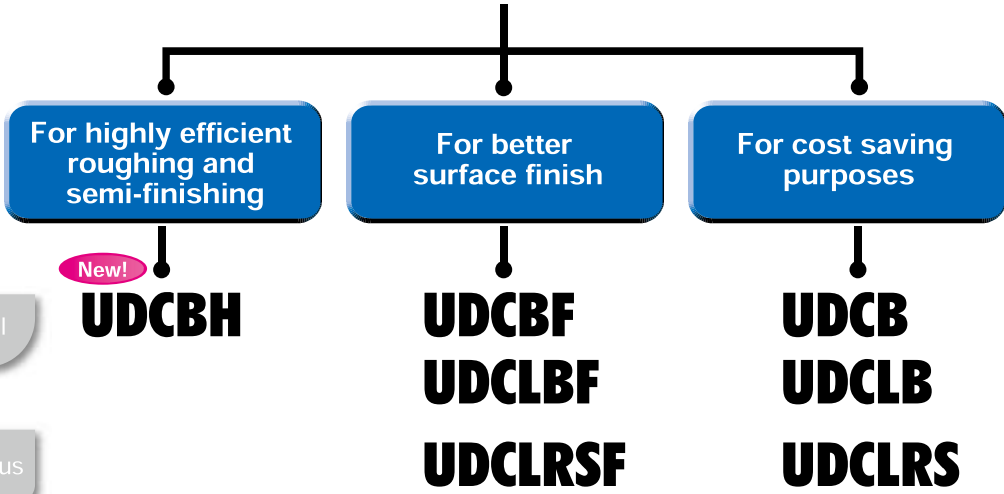 For highly efficient
roughing and
semi-finishing
For better
surface finish
For cost saving
purposes
New!
UDCBH
UDCBF
UDCB
UDCLBF
UDCLB
UDCLRSF
UDCLRS